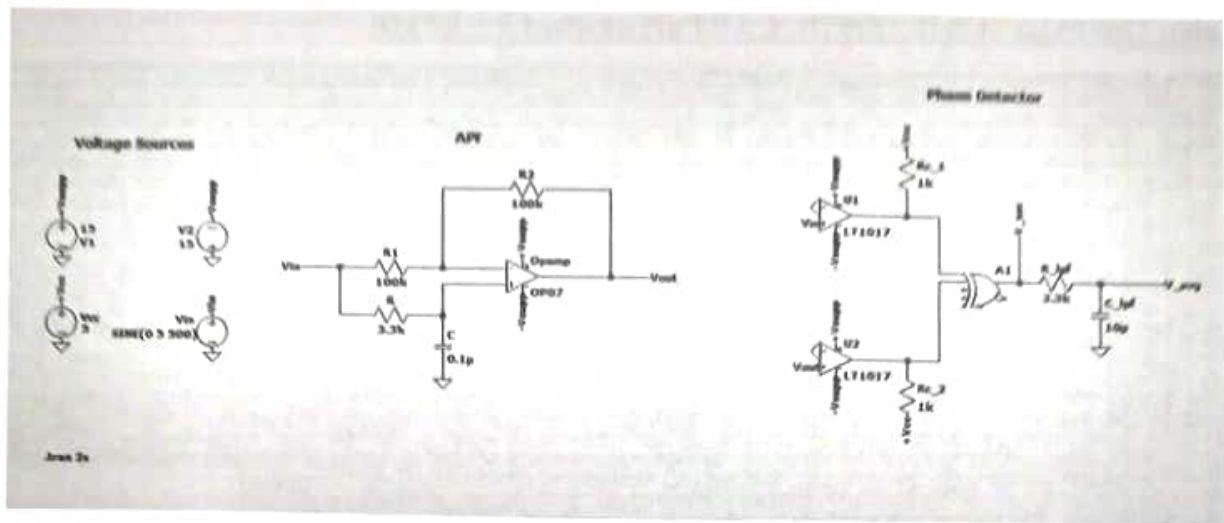 Phase Detector
Voltage Sources
APF
R2
100k
R1
100k
Vin
R
3.3k
C
0.1µ
Opamp
OP07
Vout
15
V1
V2
15
Vcc
5
Vin
SINE(0 5 500)
Rc_1
1k
U1
LT1017
A1
R_lpf
3.3k
C_lpf
10µ
V_avg
U2
LT1017
Rc_2
1k
+Vcc
.tran 2s